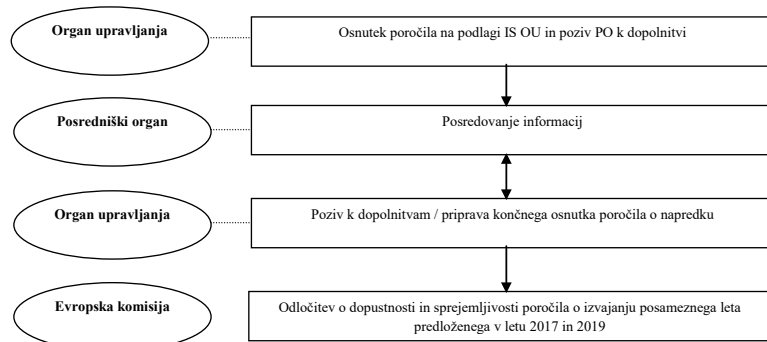 Organ upravljanja
Osnutek poročila na podlagi IS OU in poziv PO k dopolnitvi
Posredniški organ
Posredovanje informacij
Organ upravljanja
Poziv k dopolnitvam / priprava končnega osnutka poročila o napredku
Evropska komisija
Odločitev o dopustnosti in sprejemljivosti poročila o izvajanju posameznega leta
predloženega v letu 2017 in 2019